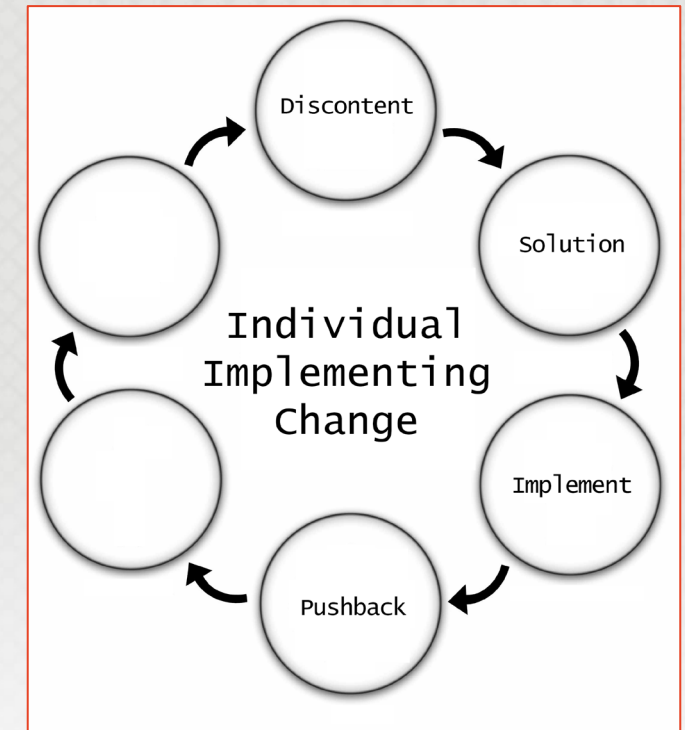 Discontent
Solution
Individual
Implementing
Change
Implement
Pushback